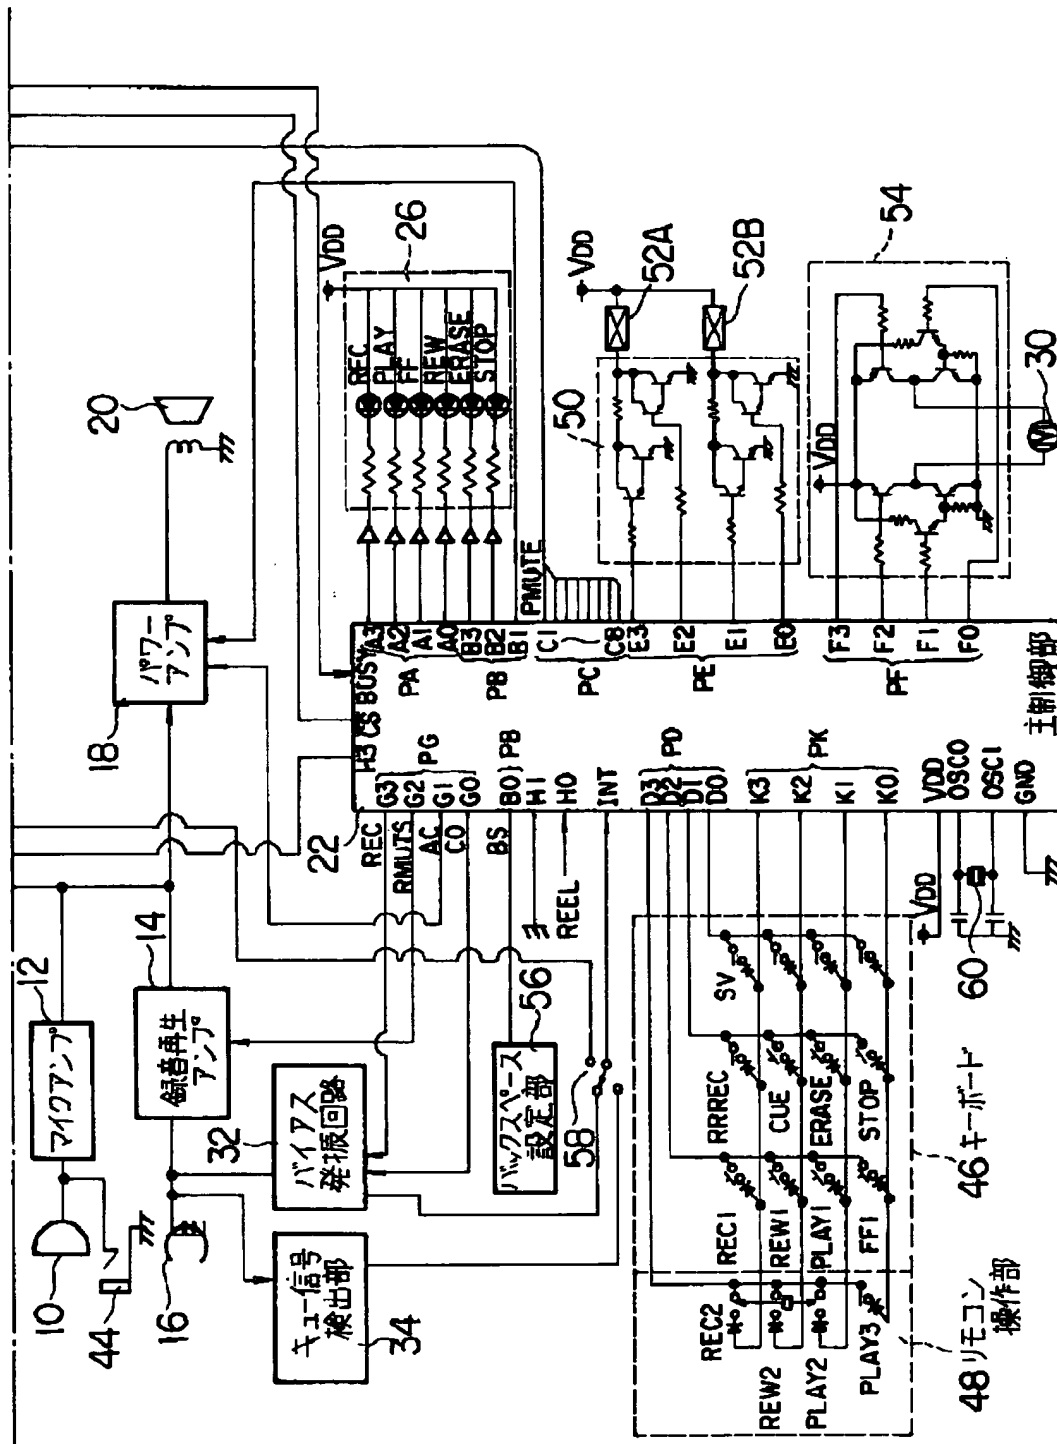 10
44
16
キュー信号
検出部
34
12
マイクアンプ
14
録音再生
アンプ
32
バイアス
発振回路
バックスペース
設定部
56
58
18
パワー
アンプ
20
VDD
26
REC
PLAY
FF
REW
ERASE
STOP
22
H3
CS
BUSY
REC
RMUTS
AC
CO
BS
REEL
G3
G2
G1
G0
PG
B0
PB
H1
H0
INT
D3
D2
D1
D0
PD
K3
K2
K1
K0
PK
VDD
OSC0
OSC1
GND
A3
A2
A1
A0
PA
B3
B2
B1
PB
C1
C8
PC
E3
E2
E1
E0
PE
F3
F2
F1
F0
PF
主制御部
PMUTE
50
VDD
52A
52B
54
VDD
30
M
REC2
REW2
PLAY2
PLAY3
REC1
REW1
PLAY1
FF1
RRREC
CUE
ERASE
STOP
SV
VDD
60
46 キーボード
48 リモコン
操作部